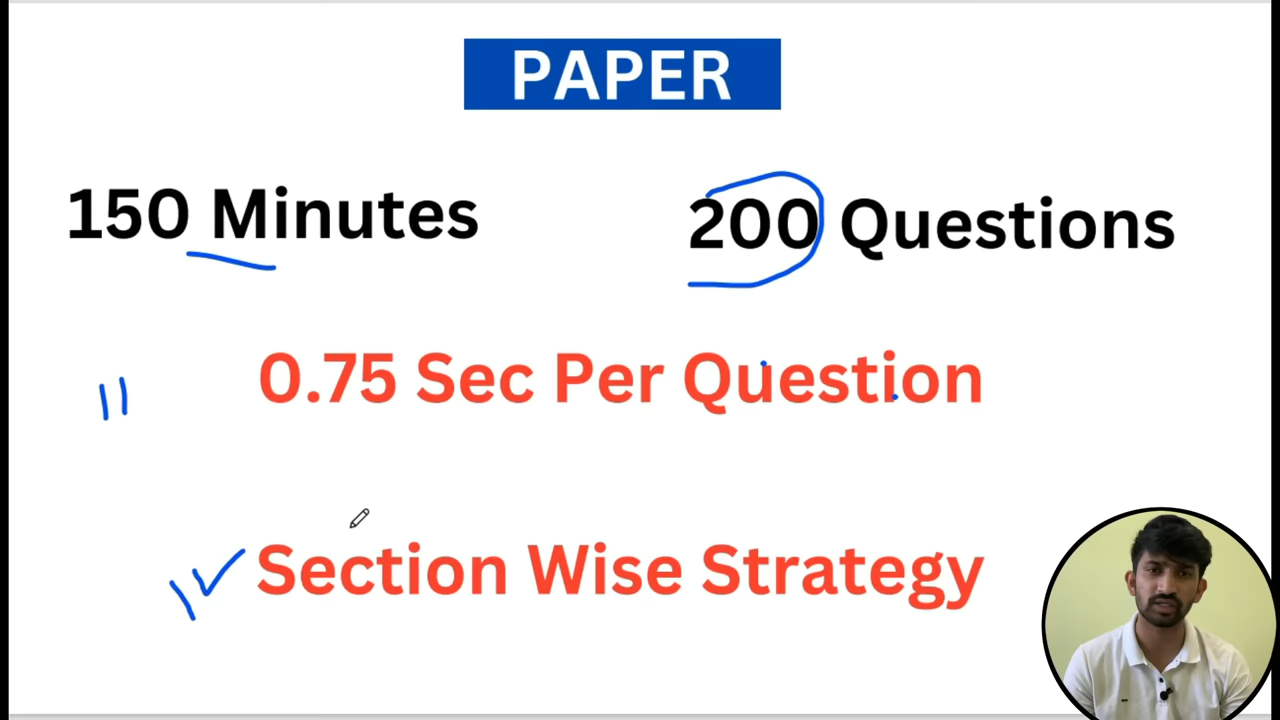 PAPER
150 Minutes
200 Questions
0.75 Sec Per Question
Section Wise Strategy